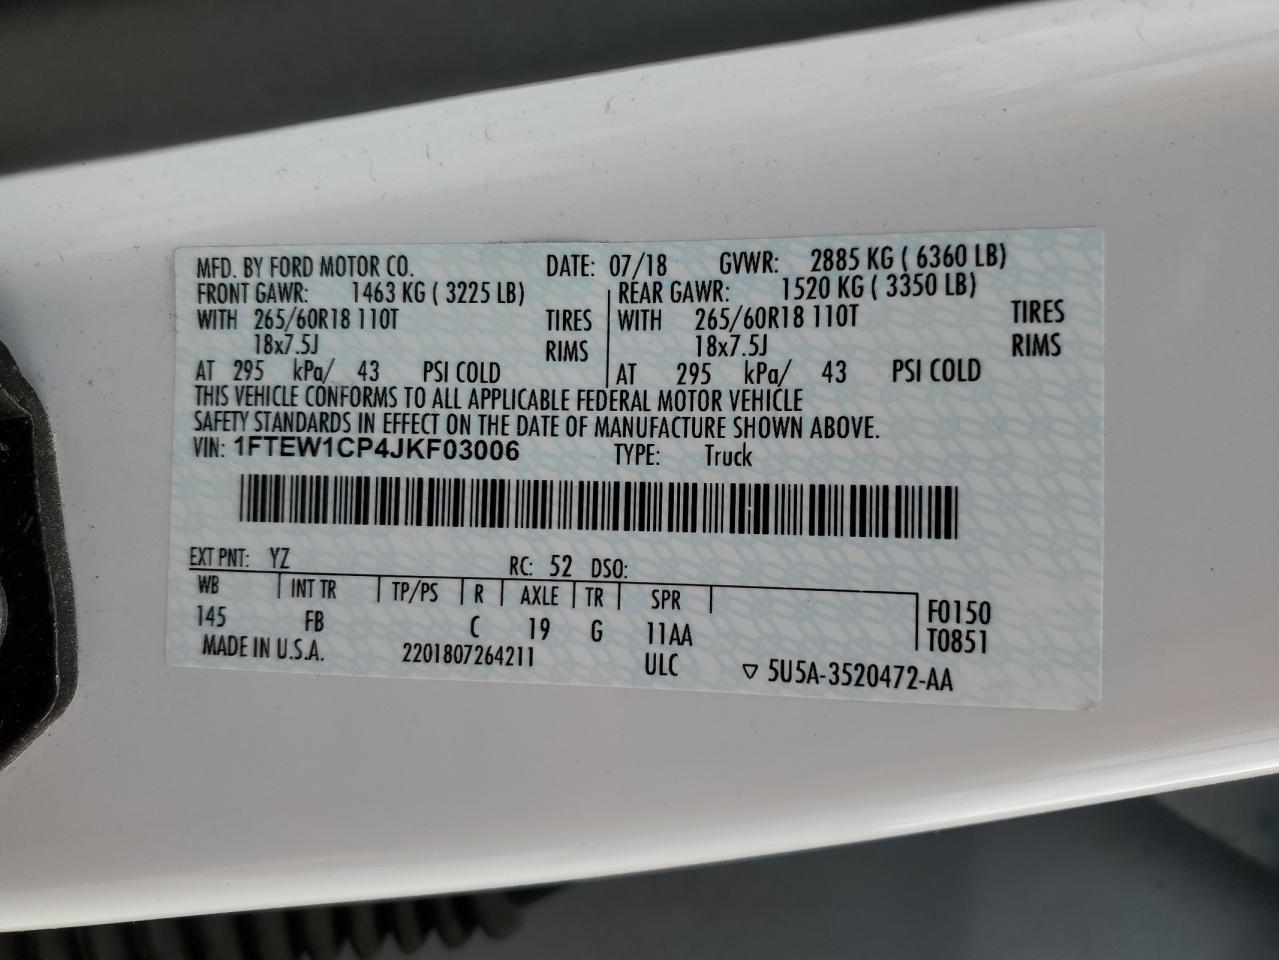 MFD. BY FORD MOTOR CO. DATE: 07/18 GVWR: 2885 KG ( 6360 LB)
FRONT GAWR: 1463 KG ( 3225 LB) REAR GAWR: 1520 KG ( 3350 LB)
WITH 265/60R18 110T TIRES WITH 265/60R18 110T TIRES
18x7.5J RIMS 18x7.5J RIMS
AT 295 kPa/ 43 PSI COLD AT 295 kPa/ 43 PSI COLD
THIS VEHICLE CONFORMS TO ALL APPLICABLE FEDERAL MOTOR VEHICLE
SAFETY STANDARDS IN EFFECT ON THE DATE OF MANUFACTURE SHOWN ABOVE.
VIN: 1FTEW1CP4JKF03006 TYPE: Truck
EXT PNT: YZ RC: 52 DSO:
WB INT TR TP/PS R AXLE TR SPR F0150
145 FB C 19 G 11AA T0851
MADE IN U.S.A. 2201807264211 ULC ▽ 5U5A-3520472-AA